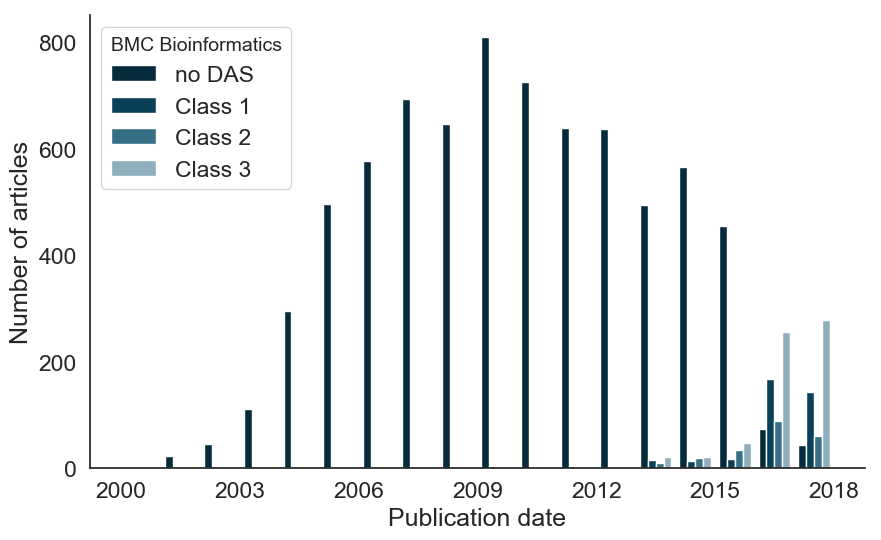 BMC Bioinformatics
no DAS
Class 1
Class 2
Class 3
Number of articles
800
600
400
200
0
2000 2003 2006 2009 2012 2015 2018
Publication date